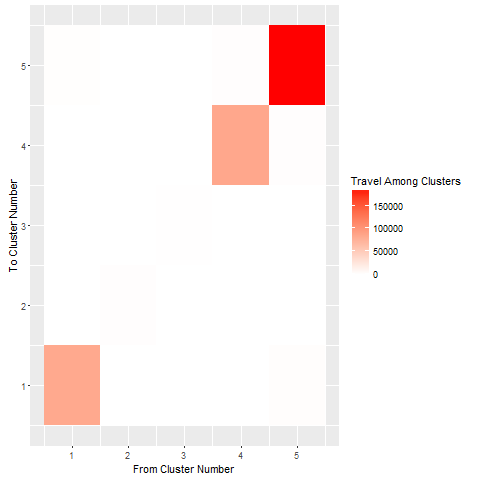 5
4
3
2
1
To Cluster Number
1 2 3 4 5
From Cluster Number
Travel Among Clusters
150000
100000
50000
0